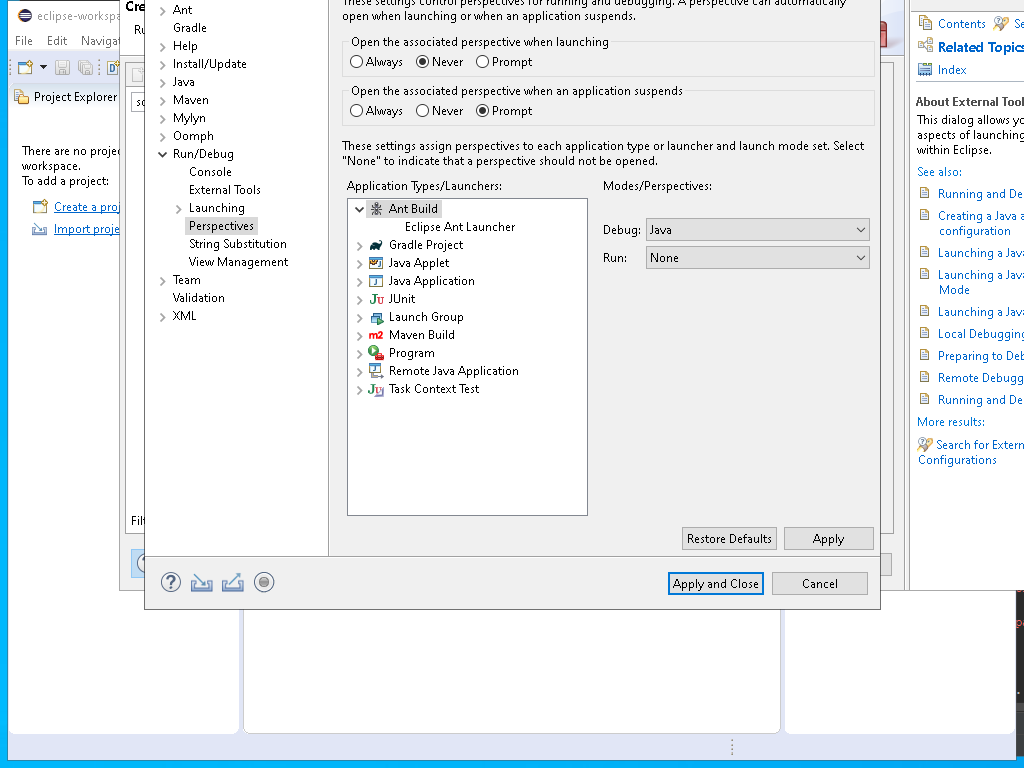 eclipse-workspa
File Edit Navigat
Project Explorer
There are no projec
workspace.
To add a project:
Create a proj
Import proje
Cre
Ru
Filt
Ant
Gradle
Help
Install/Update
Java
Maven
Mylyn
Oomph
Run/Debug
Console
External Tools
Launching
Perspectives
String Substitution
View Management
Team
Validation
XML
These settings control perspectives for running and debugging. A perspective can automatically
open when launching or when an application suspends.
Open the associated perspective when launching
Always Never Prompt
Open the associated perspective when an application suspends
Always Never Prompt
These settings assign perspectives to each application type or launcher and launch mode set. Select
"None" to indicate that a perspective should not be opened.
Application Types/Launchers:
Modes/Perspectives:
Ant Build
Eclipse Ant Launcher
Gradle Project
Java Applet
Java Application
JUnit
Launch Group
Maven Build
Program
Remote Java Application
Task Context Test
Debug: Java
Run: None
Restore Defaults Apply
Apply and Close Cancel
Contents Se
Related Topics
Index
About External Tool
This dialog allows yo
aspects of launching
within Eclipse.
See also:
Running and De
Creating a Java a
configuration
Launching a Java
Launching a Java
Mode
Launching a Java
Local Debugging
Preparing to Deb
Remote Debugg
Running and De
More results:
Search for Extern
Configurations